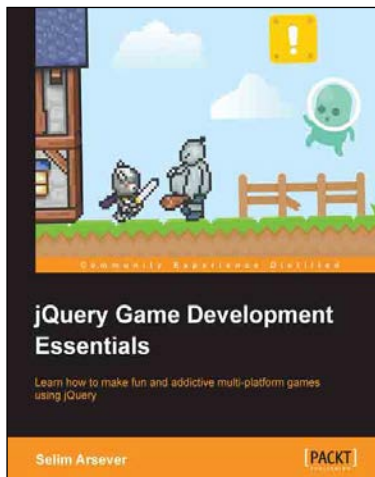 !
Community Experience Distilled
jQuery Game Development
Essentials
Learn how to make fun and addictive multi-platform games
using jQuery
Selim Arsever
[PACKT]
PUBLISHING